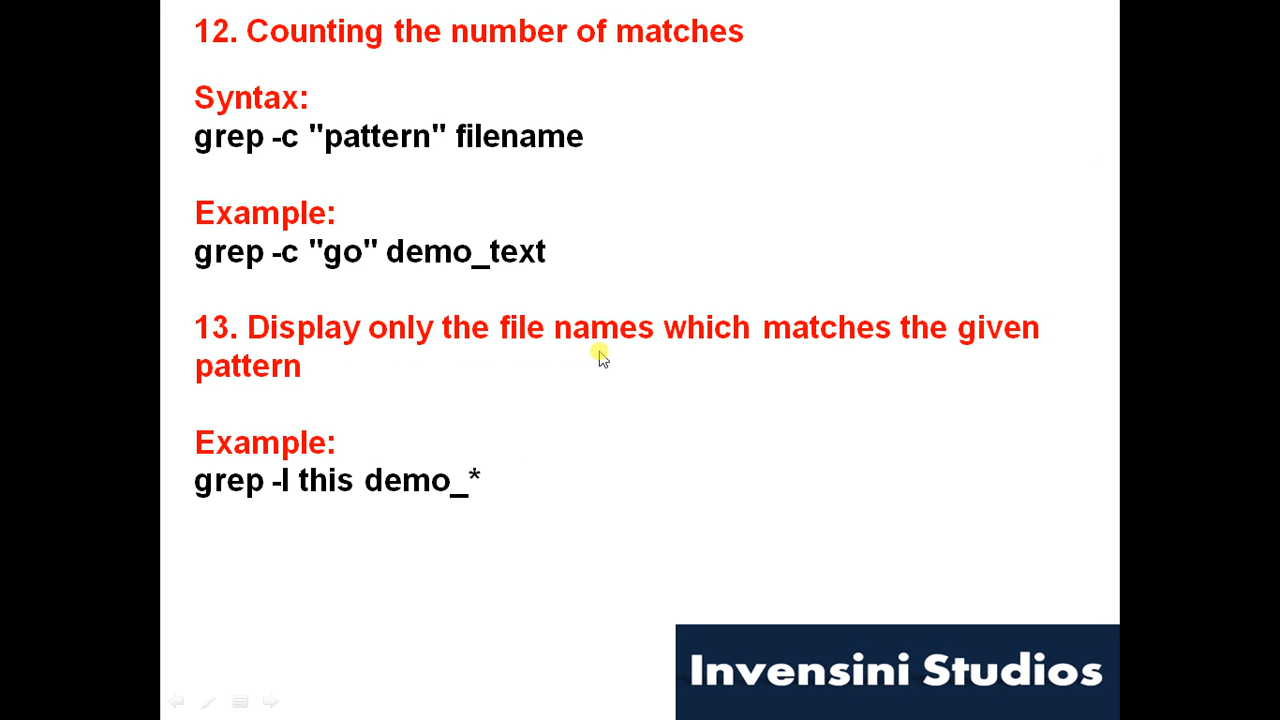 12. Counting the number of matches
Syntax:
grep -c "pattern" filename
Example:
grep -c "go" demo_text
13. Display only the file names which matches the given
pattern
Example:
grep -l this demo_*
Invensini Studios